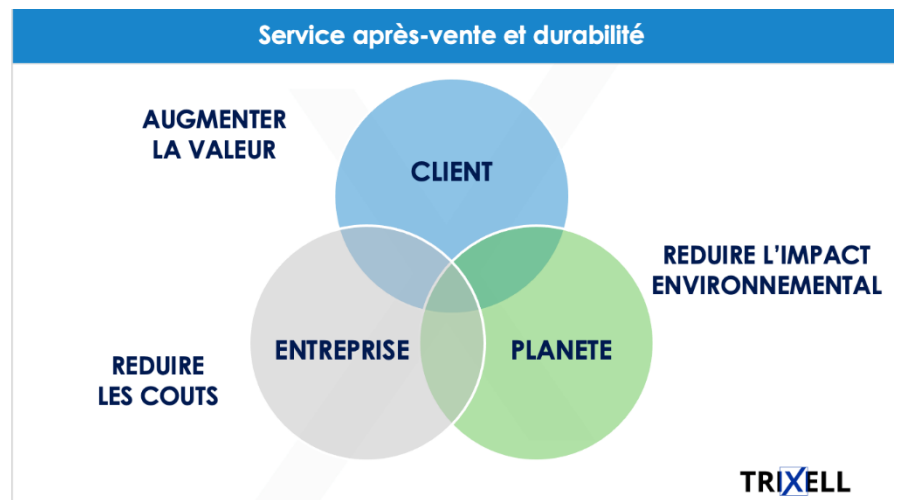 Service après-vente et durabilité
AUGMENTER
LA VALEUR
CLIENT
REDUIRE L'IMPACT
ENVIRONNEMENTAL
ENTREPRISE
PLANETE
REDUIRE
LES COUTS
TRIXELL